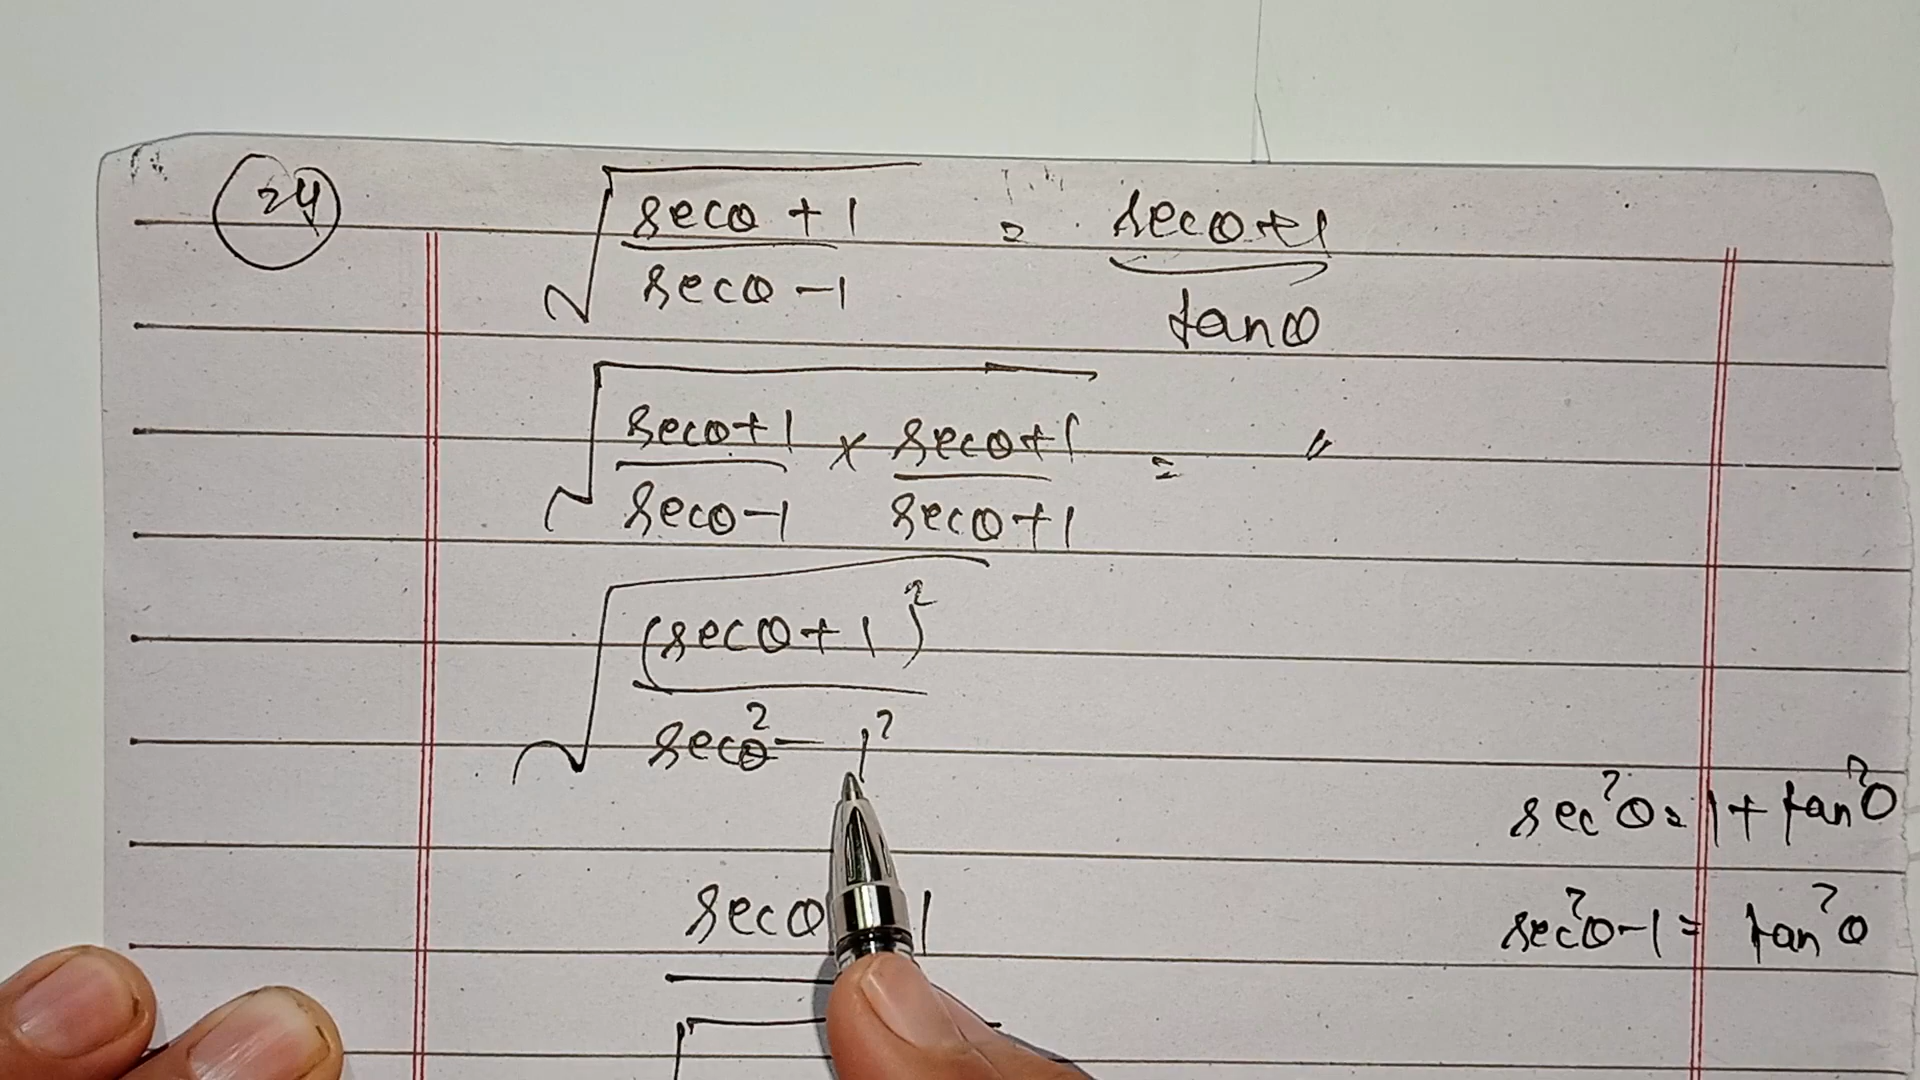 24
√((secθ + 1)/(secθ - 1)) = (secθ+1)/tanθ
√((secθ+1)/(secθ-1) × (secθ+1)/(secθ+1)) = "
√((secθ+1)²/(sec²θ - 1²))
sec²θ = 1 + tan²θ
secθ 1
sec²θ-1 = tan²θ